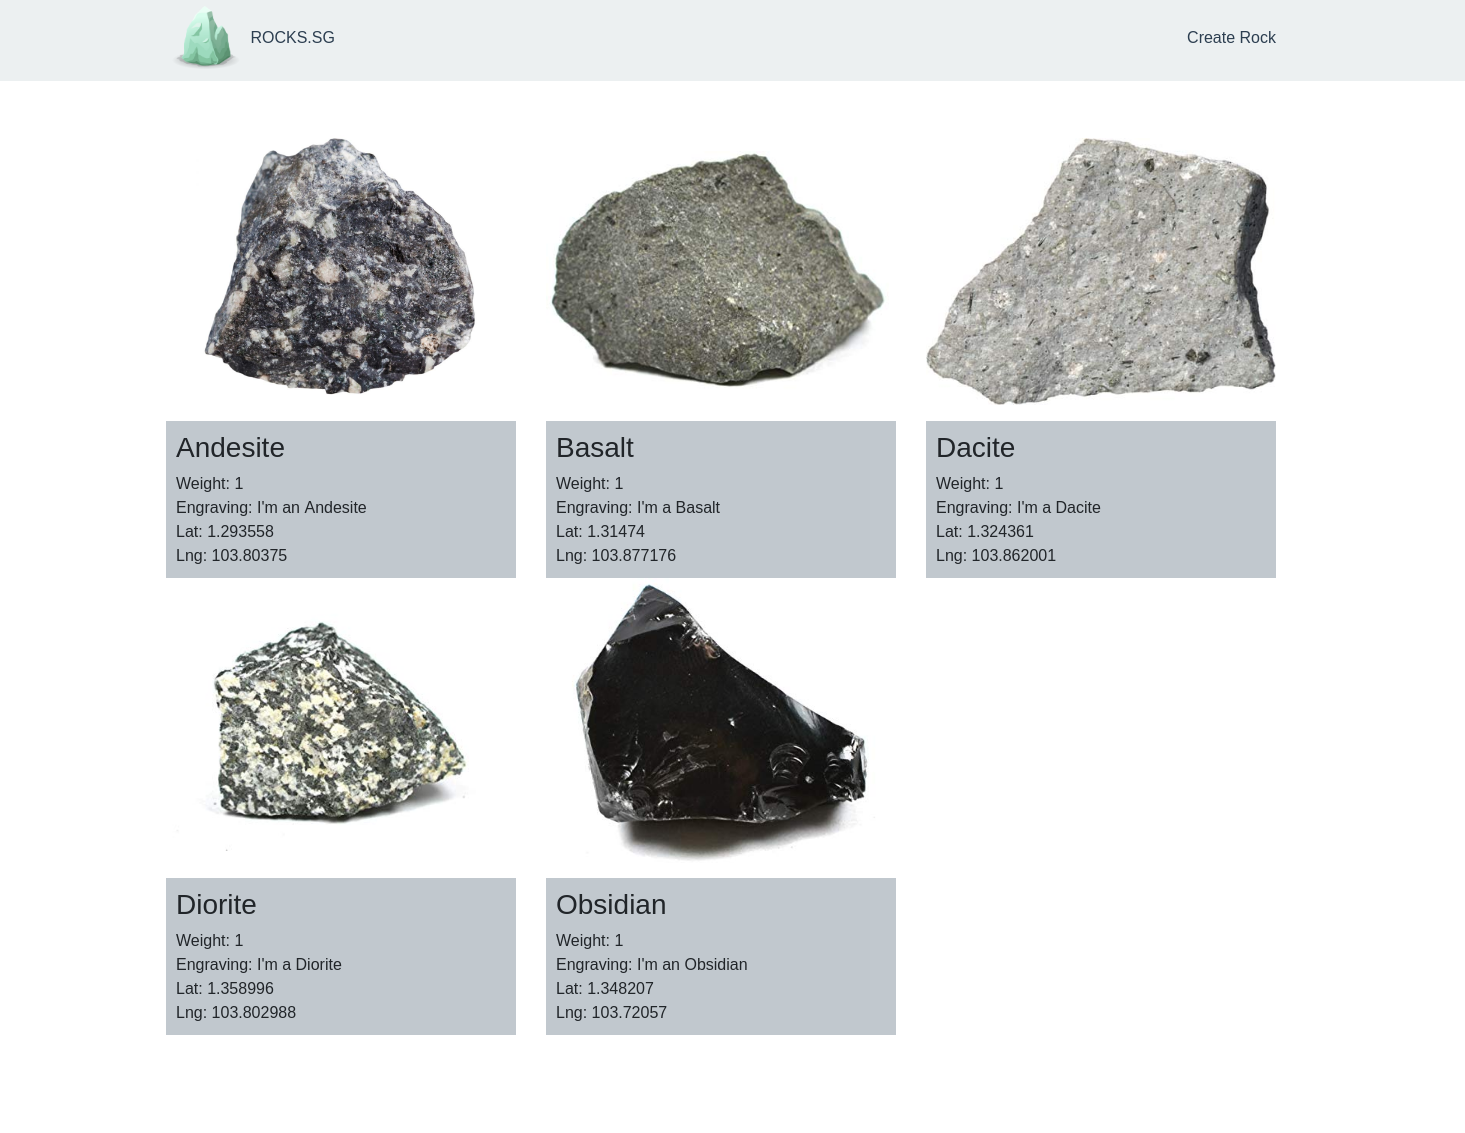 ROCKS.SG
Create Rock
Andesite
Weight: 1
Engraving: I'm an Andesite
Lat: 1.293558
Lng: 103.80375
Basalt
Weight: 1
Engraving: I'm a Basalt
Lat: 1.31474
Lng: 103.877176
Dacite
Weight: 1
Engraving: I'm a Dacite
Lat: 1.324361
Lng: 103.862001
Diorite
Weight: 1
Engraving: I'm a Diorite
Lat: 1.358996
Lng: 103.802988
Obsidian
Weight: 1
Engraving: I'm an Obsidian
Lat: 1.348207
Lng: 103.72057